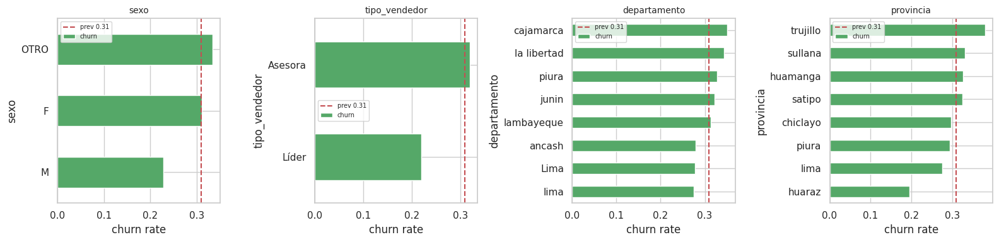 sexo
prev 0.31
churn
OTRO
F
M
sexo
0.0 0.1 0.2 0.3
churn rate
tipo_vendedor
Asesora
prev 0.31
churn
Líder
tipo_vendedor
0.0 0.1 0.2 0.3
churn rate
departamento
prev 0.31
churn
cajamarca
la libertad
piura
junin
lambayeque
ancash
Lima
lima
departamento
0.0 0.1 0.2 0.3
churn rate
provincia
prev 0.31
churn
trujillo
sullana
huamanga
satipo
chiclayo
piura
lima
huaraz
provincia
0.0 0.1 0.2 0.3
churn rate